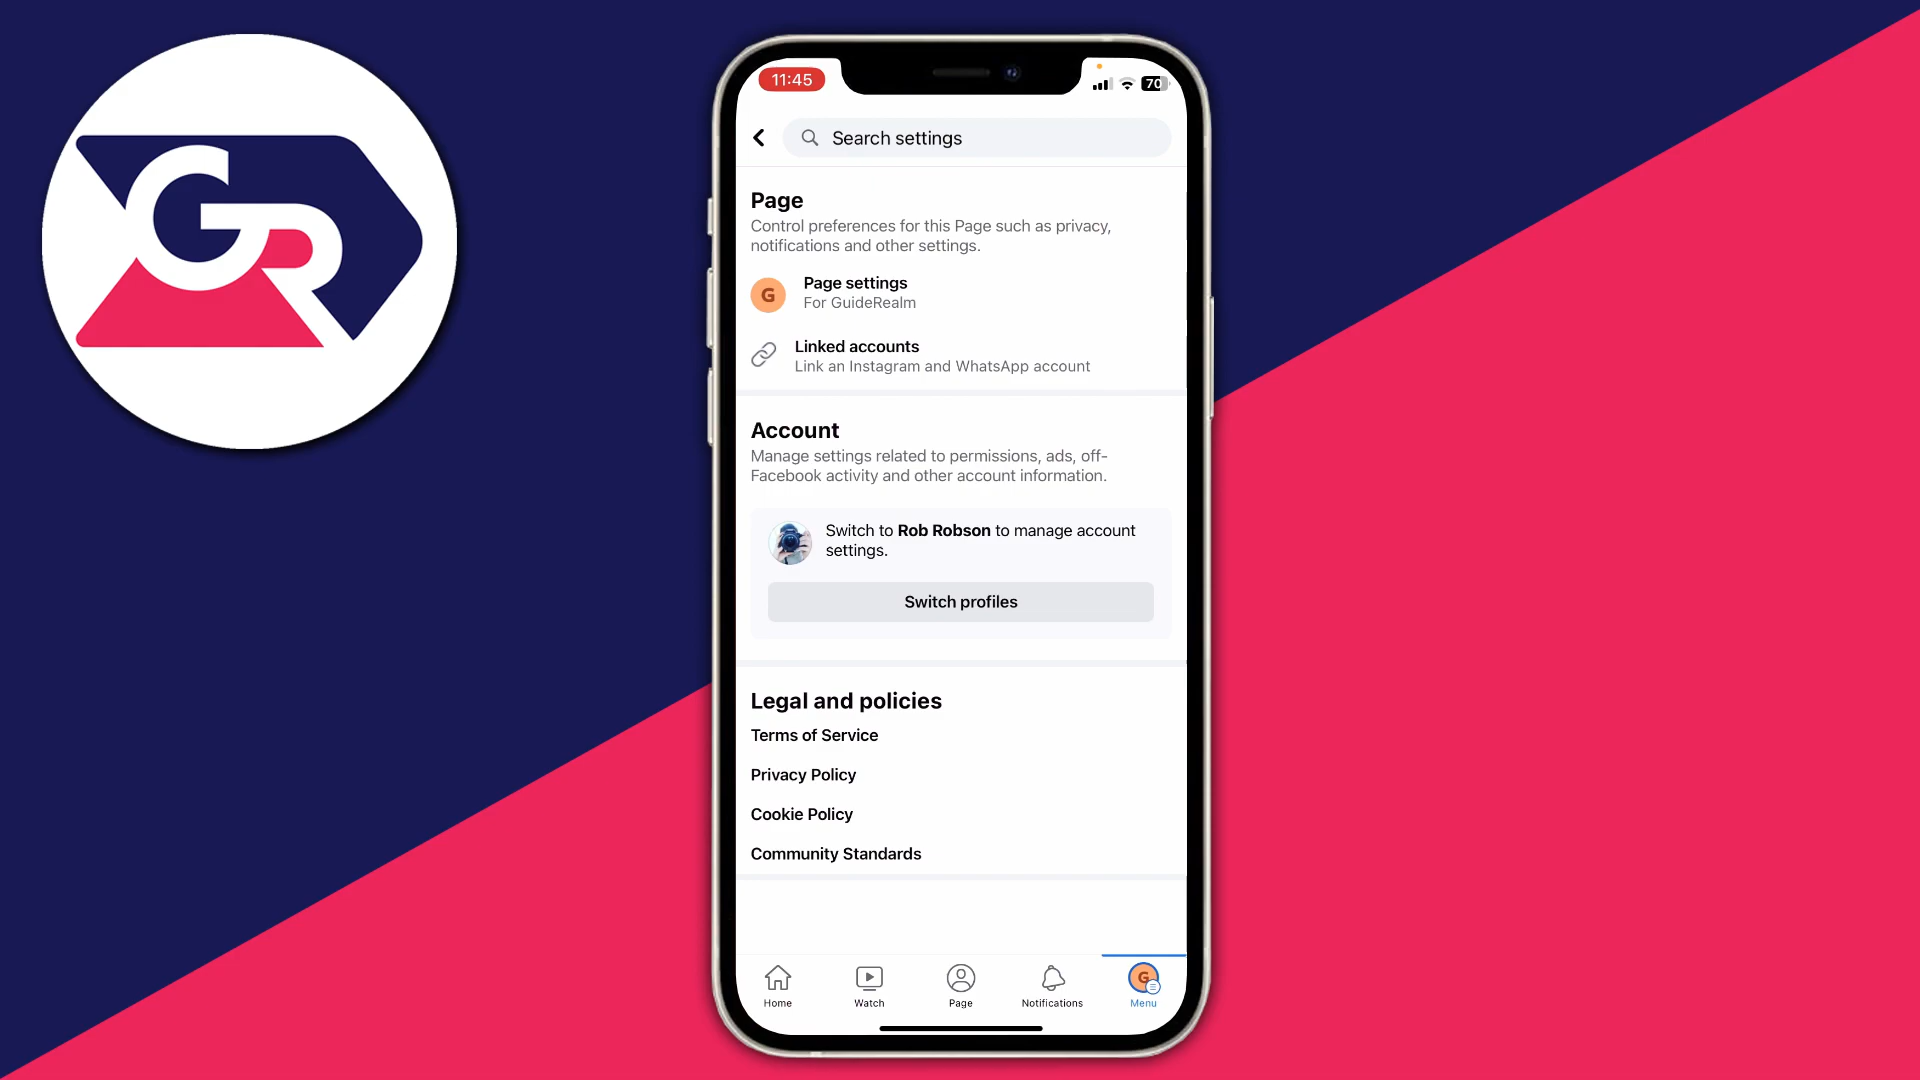 GR
11:45
70
Search settings
Page
Control preferences for this Page such as privacy,
notifications and other settings.
G
Page settings
For GuideRealm
Linked accounts
Link an Instagram and WhatsApp account
Account
Manage settings related to permissions, ads, off-
Facebook activity and other account information.
Switch to Rob Robson to manage account
settings.
Switch profiles
Legal and policies
Terms of Service
Privacy Policy
Cookie Policy
Community Standards
G
Home
Watch
Page
Notifications
Menu